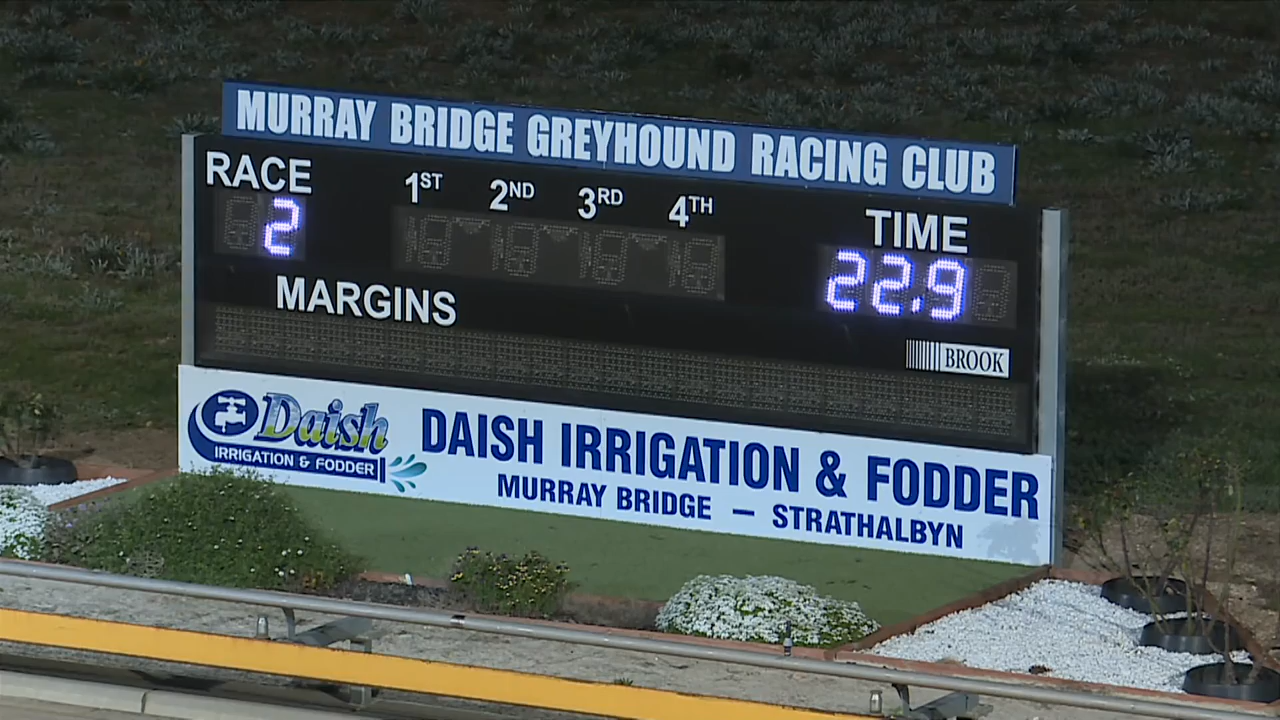 MURRAY BRIDGE GREYHOUND RACING CLUB
RACE 1ST 2ND 3RD 4TH TIME
2 22.9
MARGINS
BROOK
Daish
IRRIGATION & FODDER
DAISH IRRIGATION & FODDER
MURRAY BRIDGE – STRATHALBYN